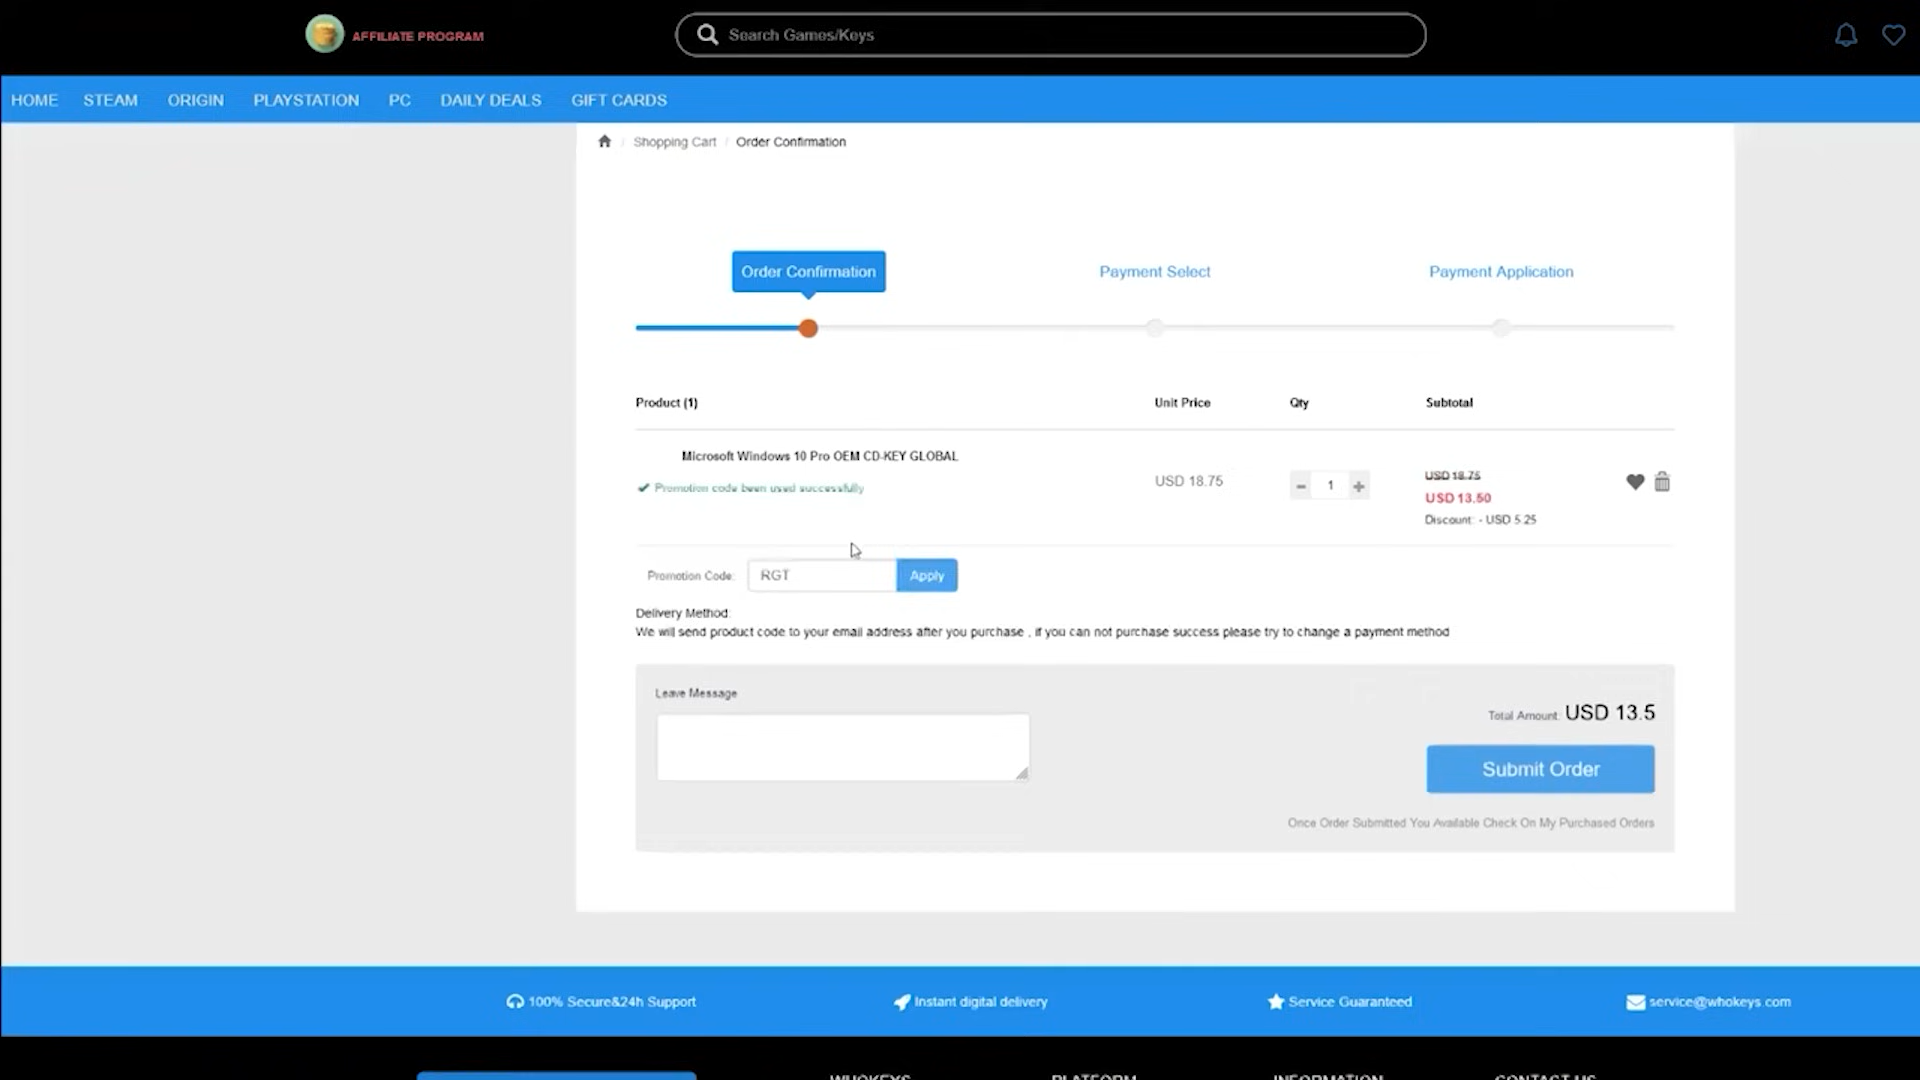 AFFILIATE PROGRAM
Search Games/Keys
HOME STEAM ORIGIN PLAYSTATION PC DAILY DEALS GIFT CARDS
/ Shopping Cart / Order Confirmation
Order Confirmation Payment Select Payment Application
Product (1) Unit Price Qty Subtotal
Microsoft Windows 10 Pro OEM CD-KEY GLOBAL
Promotion code been used successfully
USD 18.75
- 1 +
USD 18.75
USD 13.50
Discount: - USD 5.25
Promotion Code: RGT Apply
Delivery Method:
We will send product code to your email address after you purchase , if you can not purchase success please try to change a payment method
Leave Message
Total Amount: USD 13.5
Submit Order
Once Order Submitted You Available Check On My Purchased Orders
100% Secure&24h Support Instant digital delivery Service Guaranteed service@whokeys.com
WHOKEYS PLATFORM INFORMATION CONTACT US